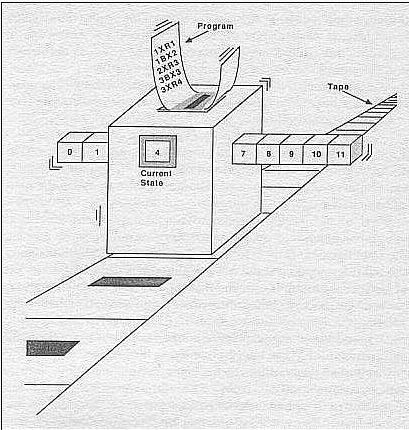 Program
1XR1
1BX2
2XR3
3BX3
3XR4
Tape
0 1
4
7 8 9 10 11
Current
State